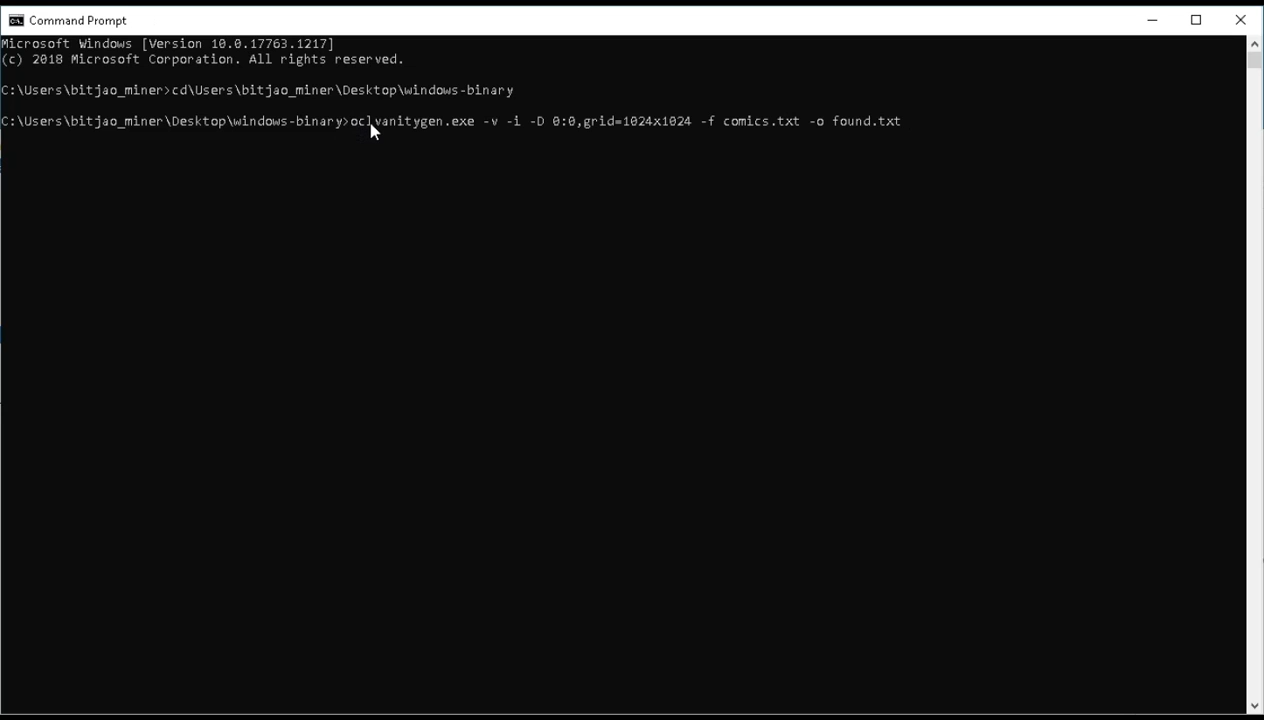 Command Prompt
Microsoft Windows [Version 10.0.17763.1217]
(c) 2018 Microsoft Corporation. All rights reserved.
C:\Users\bitjao_miner>cd\Users\bitjao_miner\Desktop\windows-binary
C:\Users\bitjao_miner\Desktop\windows-binary>oclvanitygen.exe -v -i -D 0:0,grid=1024x1024 -f comics.txt -o found.txt